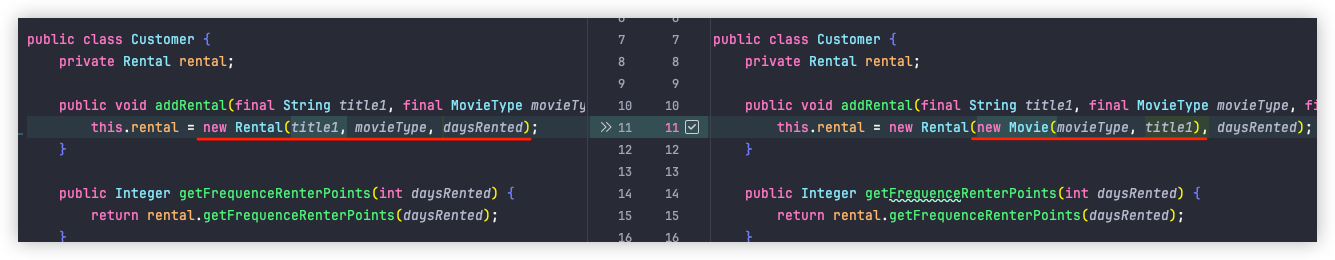 public class Customer {
private Rental rental;
public void addRental(final String title1, final MovieType movieTy
this.rental = new Rental(title1, movieType, daysRented);
}
public Integer getFrequenceRenterPoints(int daysRented) {
return rental.getFrequenceRenterPoints(daysRented);
}
7 7
8 8
9 9
10 10
11 11
12 12
13 13
14 14
15 15
16 16
public class Customer {
private Rental rental;
public void addRental(final String title1, final MovieType movieType, fi
this.rental = new Rental(new Movie(movieType, title1), daysRented);
}
public Integer getFrequenceRenterPoints(int daysRented) {
return rental.getFrequenceRenterPoints(daysRented);
}